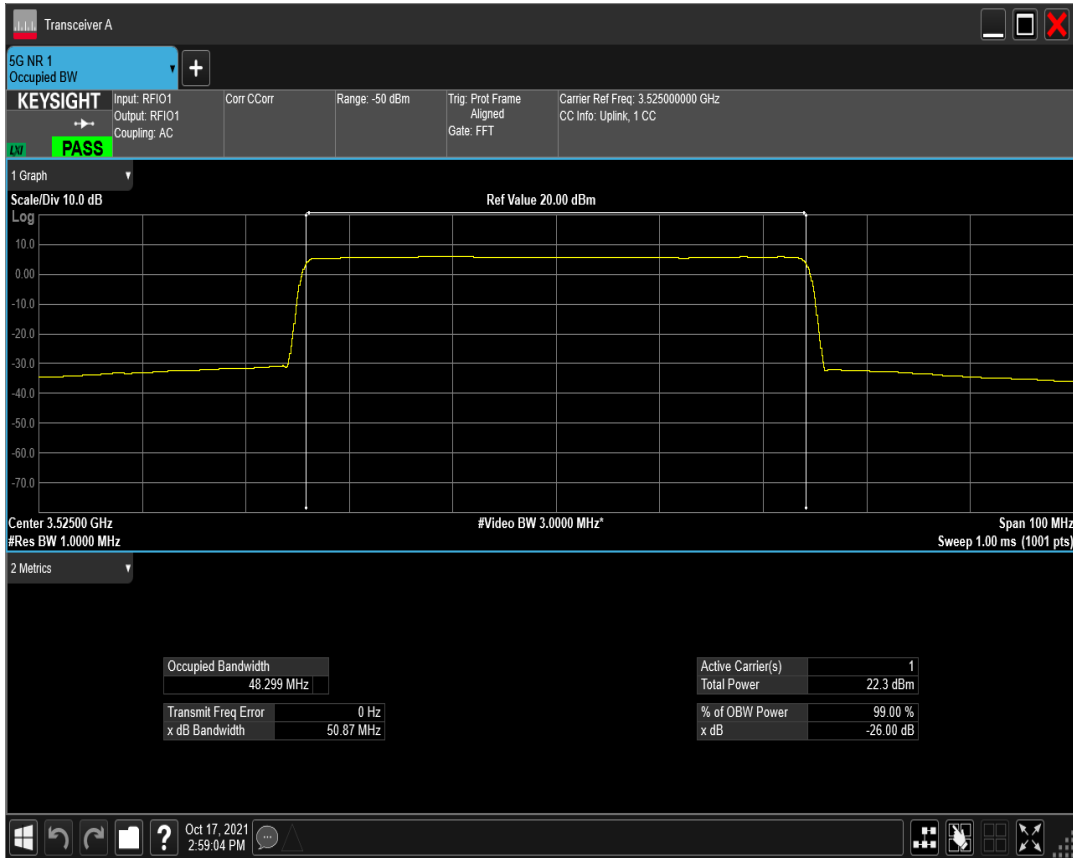 Transceiver A
5G NR 1
Occupied BW
+
KEYSIGHT
LXI
PASS
Input: RFIO1
Output: RFIO1
Coupling: AC
Corr CCorr
Range: -50 dBm
Trig: Prot Frame
Aligned
Gate: FFT
Carrier Ref Freq: 3.525000000 GHz
CC Info: Uplink, 1 CC
1 Graph
Scale/Div 10.0 dB
Ref Value 20.00 dBm
Log
10.0
0.00
-10.0
-20.0
-30.0
-40.0
-50.0
-60.0
-70.0
Center 3.52500 GHz
#Video BW 3.0000 MHz*
Span 100 MHz
#Res BW 1.0000 MHz
Sweep 1.00 ms (1001 pts)
2 Metrics
Occupied Bandwidth
48.299 MHz
Transmit Freq Error 0 Hz
x dB Bandwidth 50.87 MHz
Active Carrier(s) 1
Total Power 22.3 dBm
% of OBW Power 99.00 %
x dB -26.00 dB
?
Oct 17, 2021
2:59:04 PM